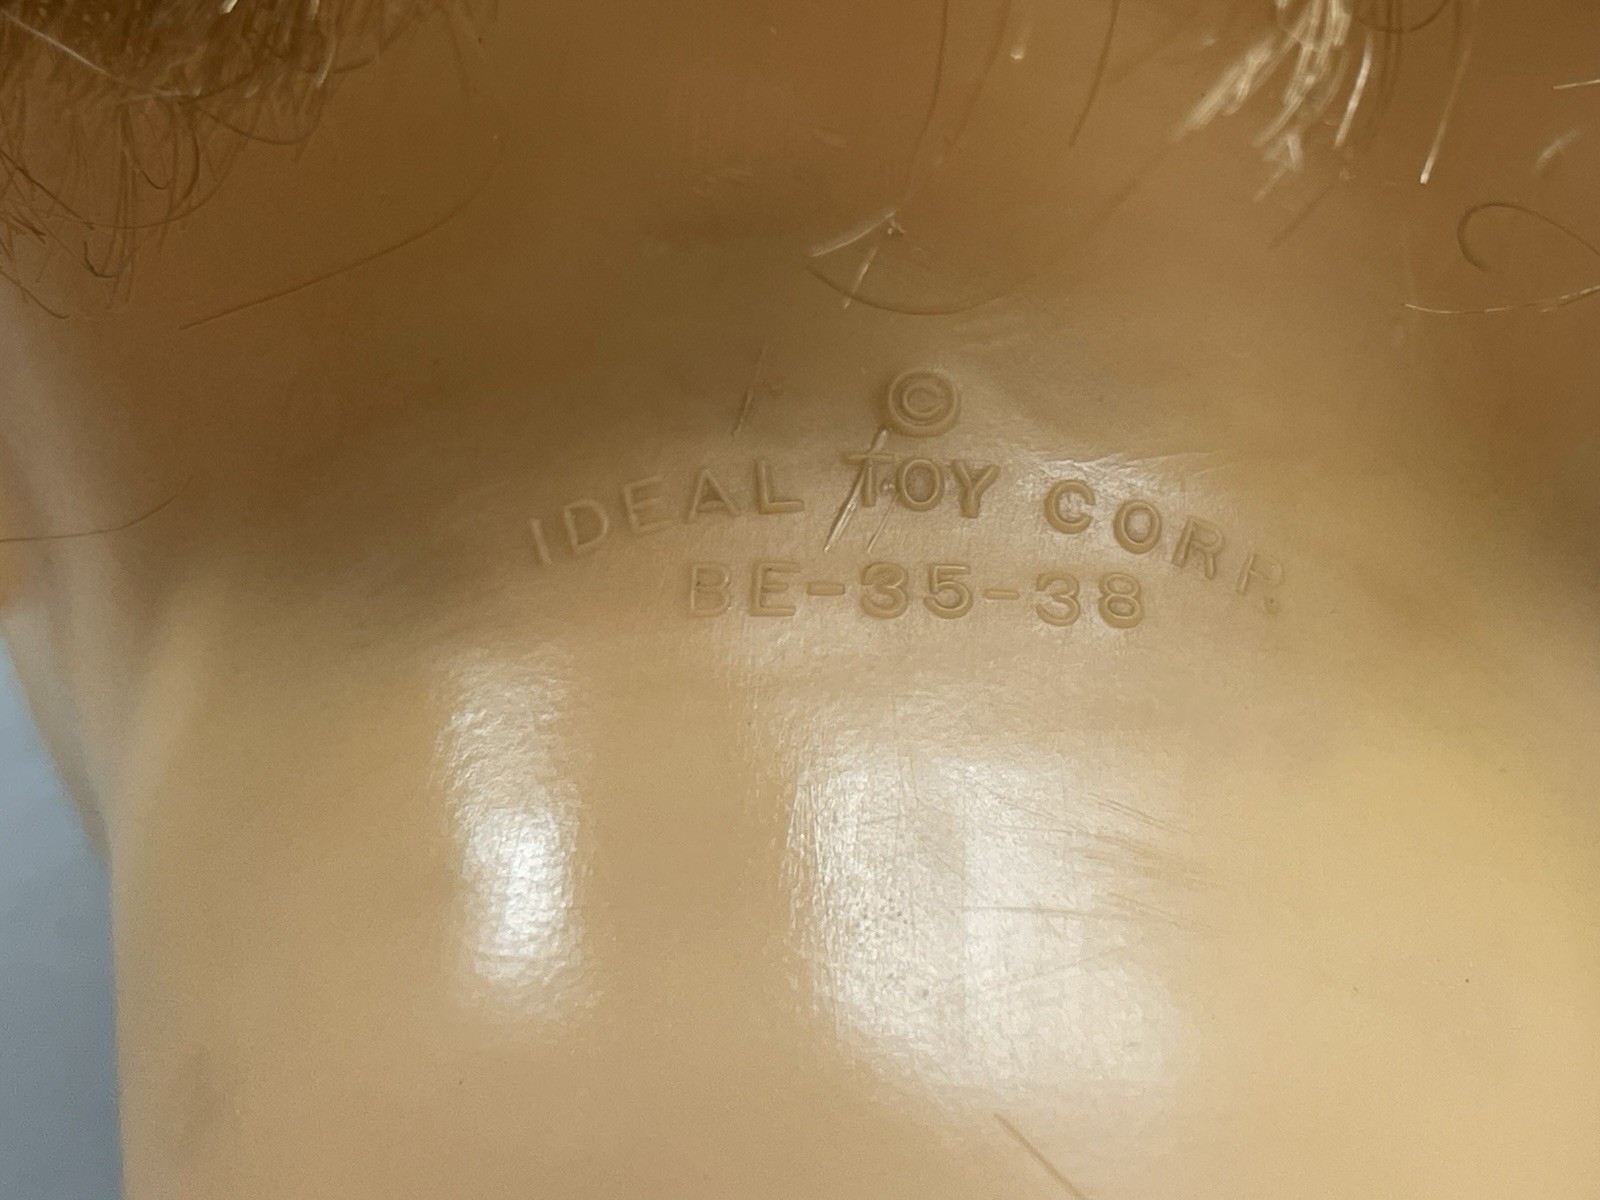 ©
IDEAL TOY CORP.
BE-35-38